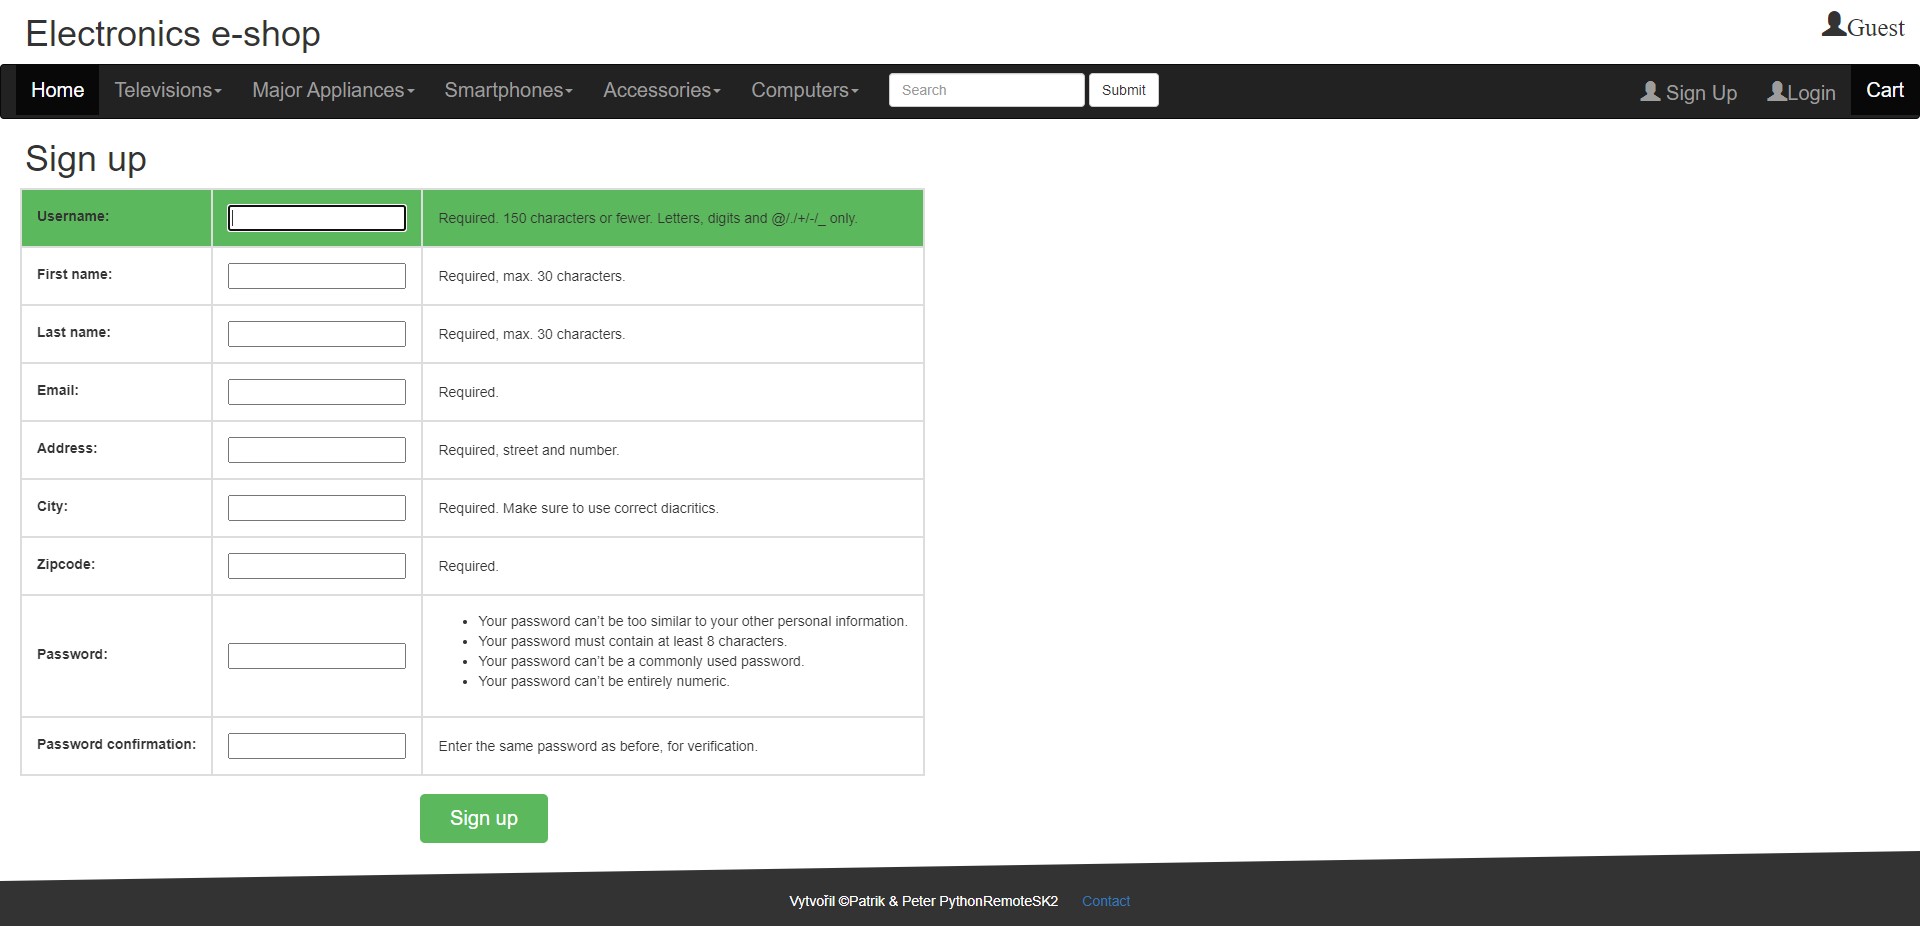 Electronics e-shop
Guest
Home Televisions Major Appliances Smartphones Accessories Computers Search Submit Sign Up Login Cart
Sign up
Username: Required. 150 characters or fewer. Letters, digits and @/./+/-/_ only.
First name: Required, max. 30 characters.
Last name: Required, max. 30 characters.
Email: Required.
Address: Required, street and number.
City: Required. Make sure to use correct diacritics.
Zipcode: Required.
Password:
• Your password can’t be too similar to your other personal information.
• Your password must contain at least 8 characters.
• Your password can’t be a commonly used password.
• Your password can’t be entirely numeric.
Password confirmation: Enter the same password as before, for verification.
Sign up
Vytvořil ©Patrik & Peter PythonRemoteSK2 Contact